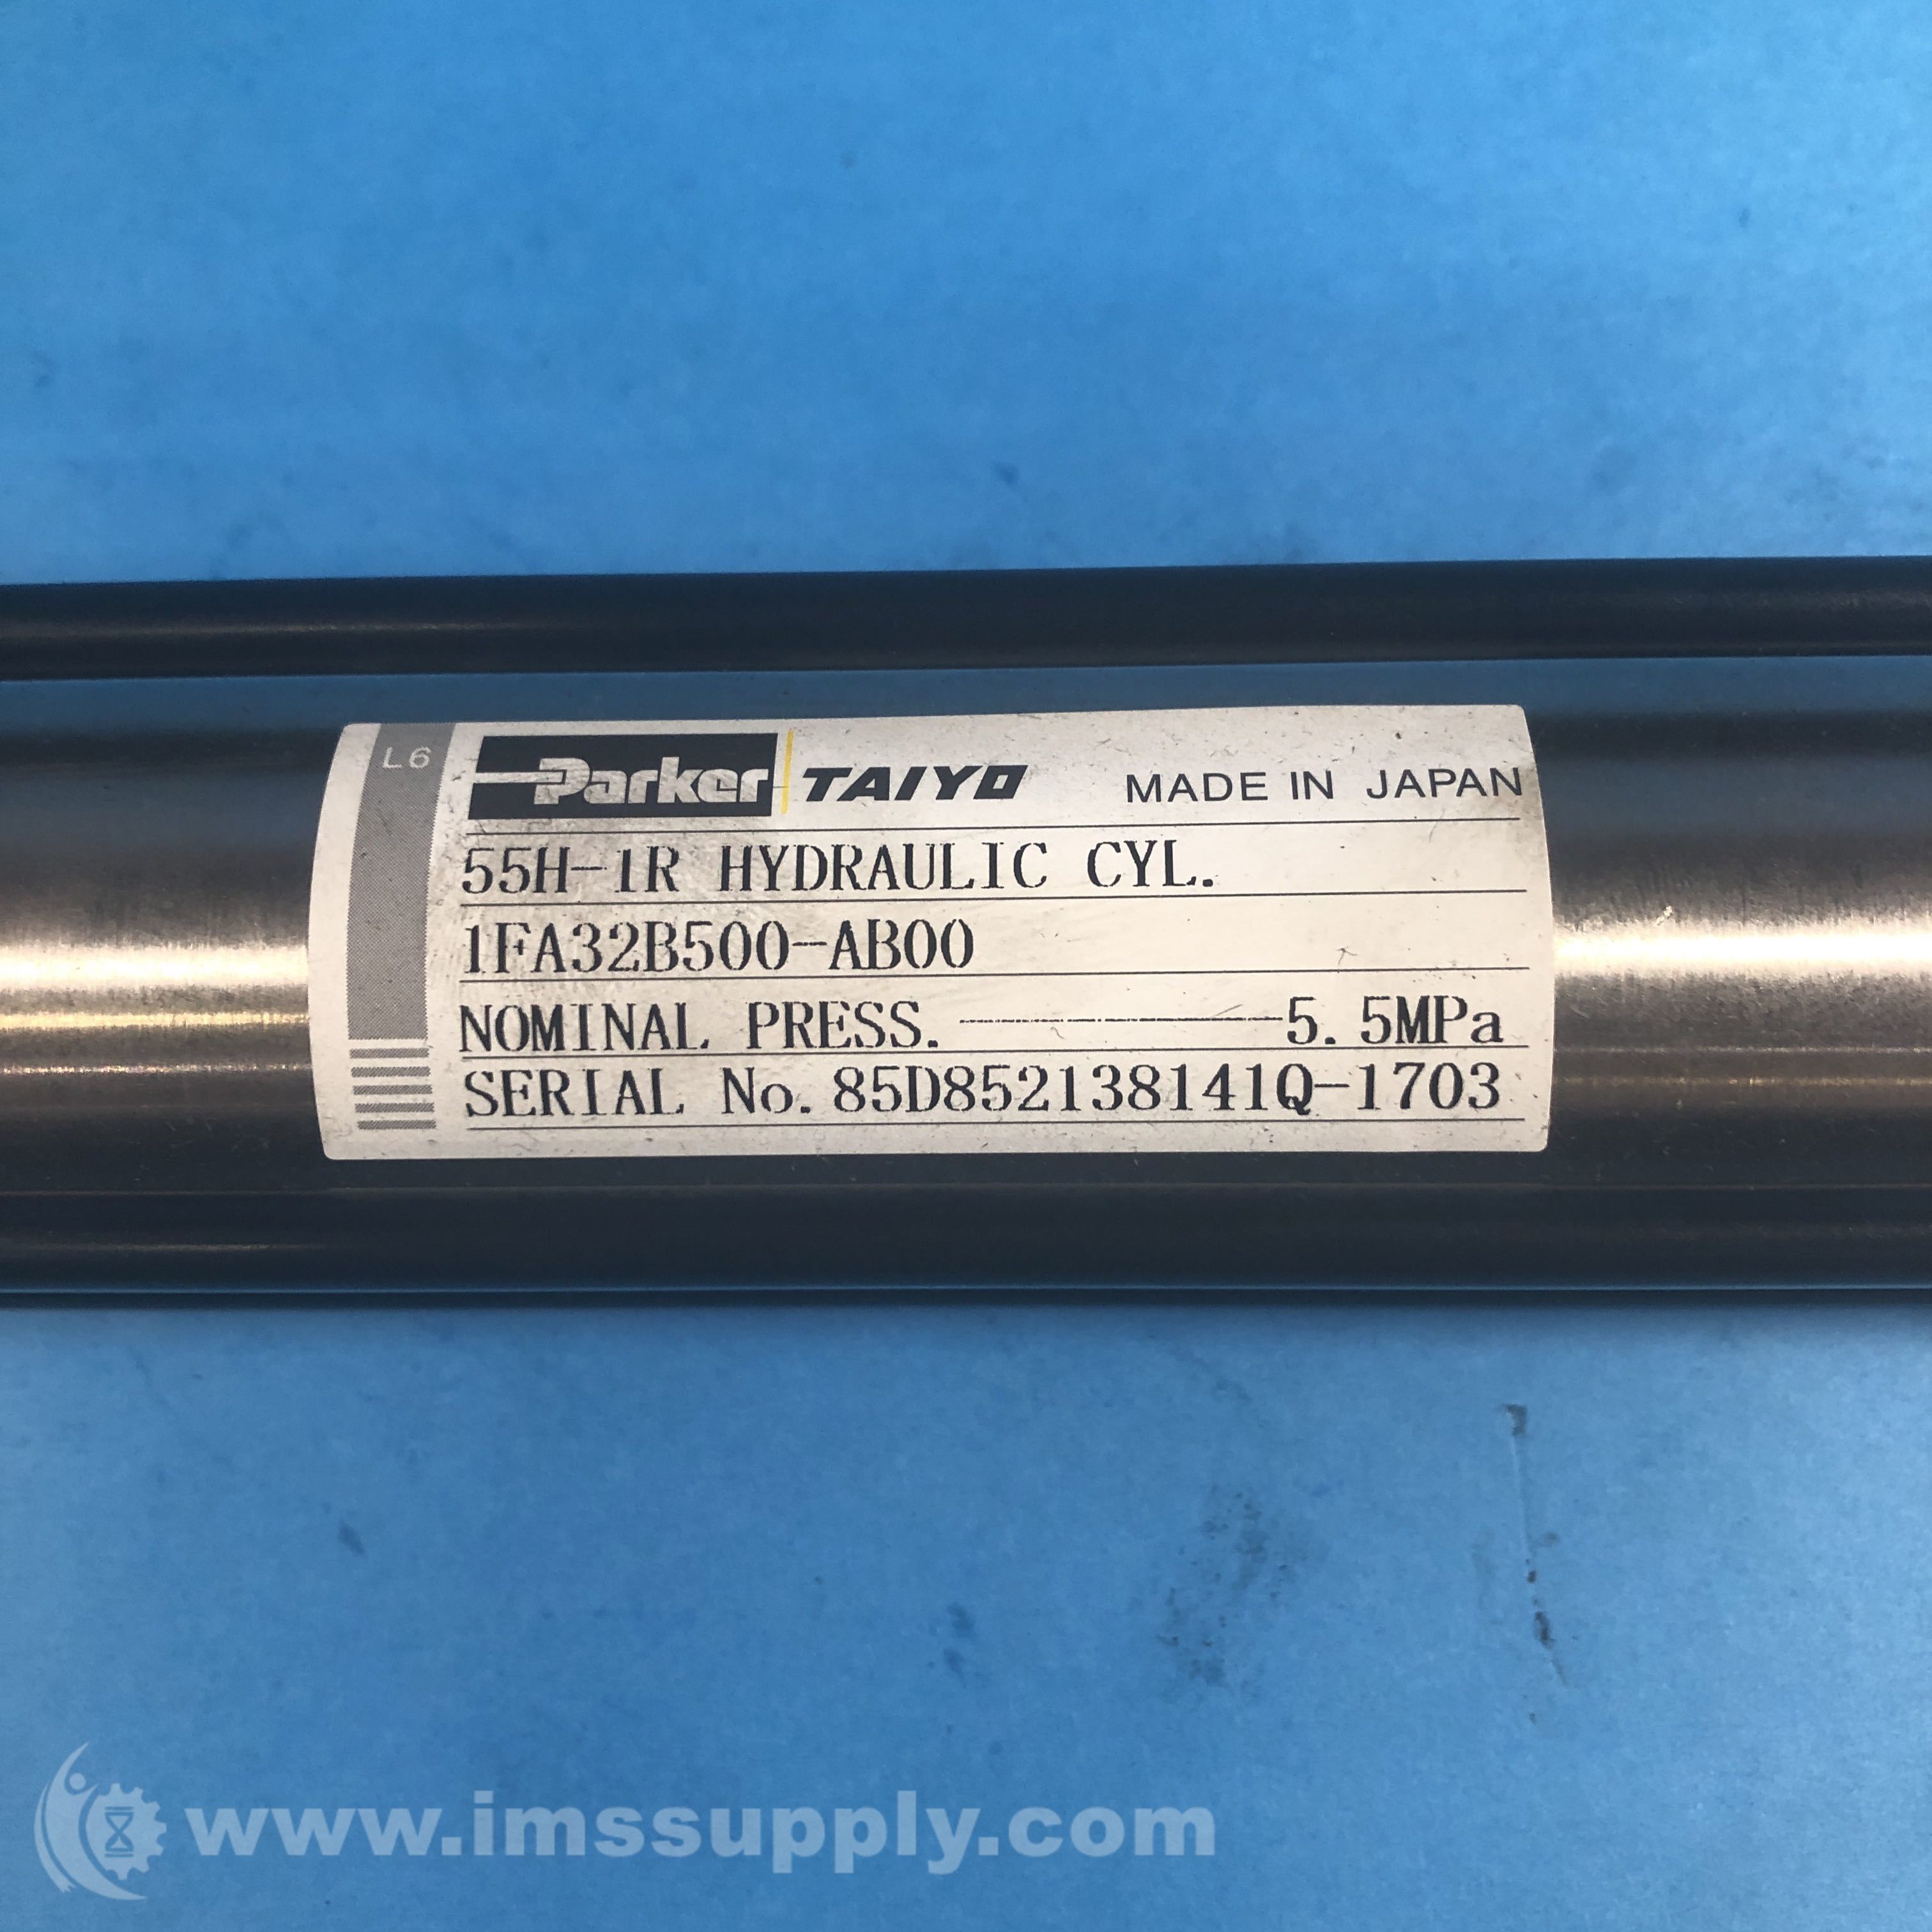 L6
Parker TAIYO MADE IN JAPAN
55H-1R HYDRAULIC CYL.
1FA32B500-AB00
NOMINAL PRESS. 5.5MPa
SERIAL No. 85D852138141Q-1703
www.imssupply.com